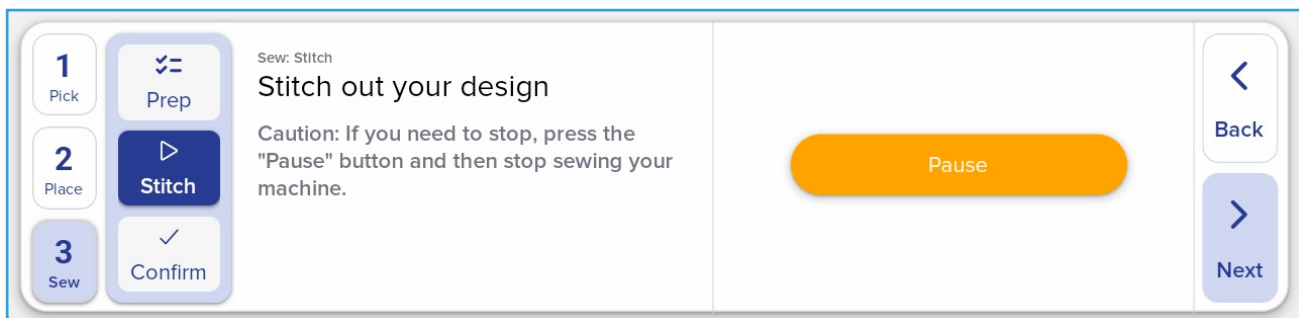 1
Pick
2
Place
3
Sew
Prep
Stitch
Confirm
Sew: Stitch
Stitch out your design
Caution: If you need to stop, press the
"Pause" button and then stop sewing your
machine.
Pause
Back
Next